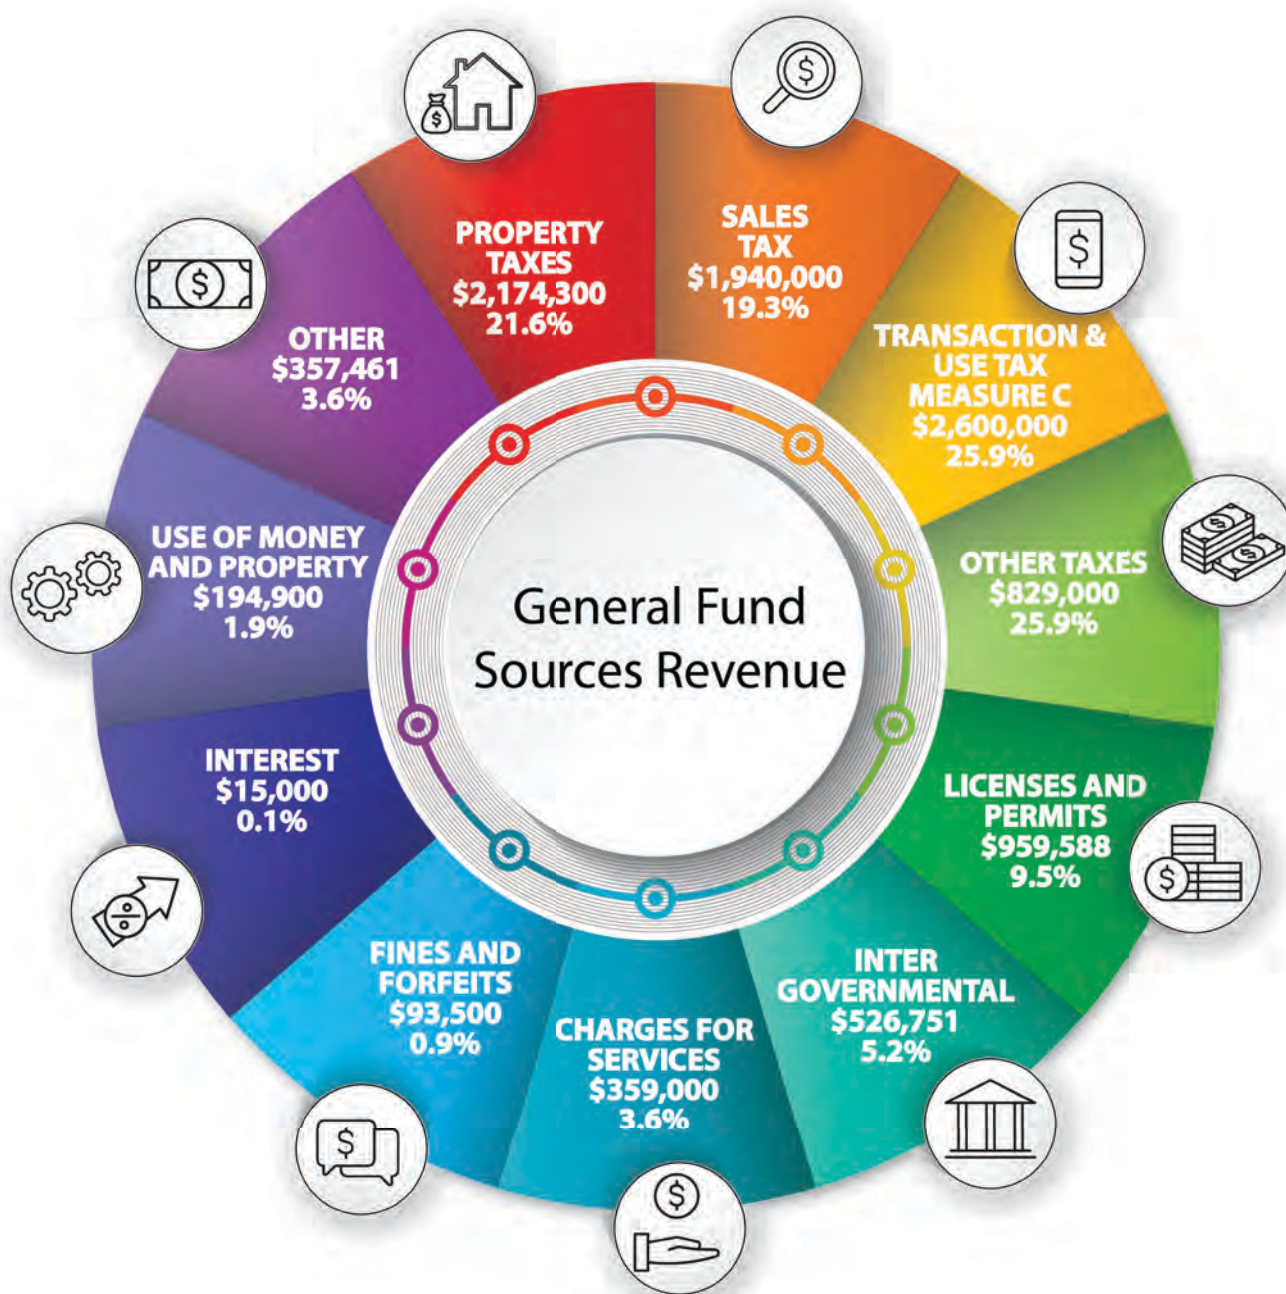 PROPERTY
TAXES
$2,174,300
21.6%
SALES
TAX
$1,940,000
19.3%
TRANSACTION &
USE TAX
MEASURE C
$2,600,000
25.9%
OTHER TAXES
$829,000
25.9%
LICENSES AND
PERMITS
$959,588
9.5%
INTER
GOVERNMENTAL
$526,751
5.2%
CHARGES FOR
SERVICES
$359,000
3.6%
FINES AND
FORFEITS
$93,500
0.9%
INTEREST
$15,000
0.1%
USE OF MONEY
AND PROPERTY
$194,900
1.9%
OTHER
$357,461
3.6%
General Fund
Sources Revenue